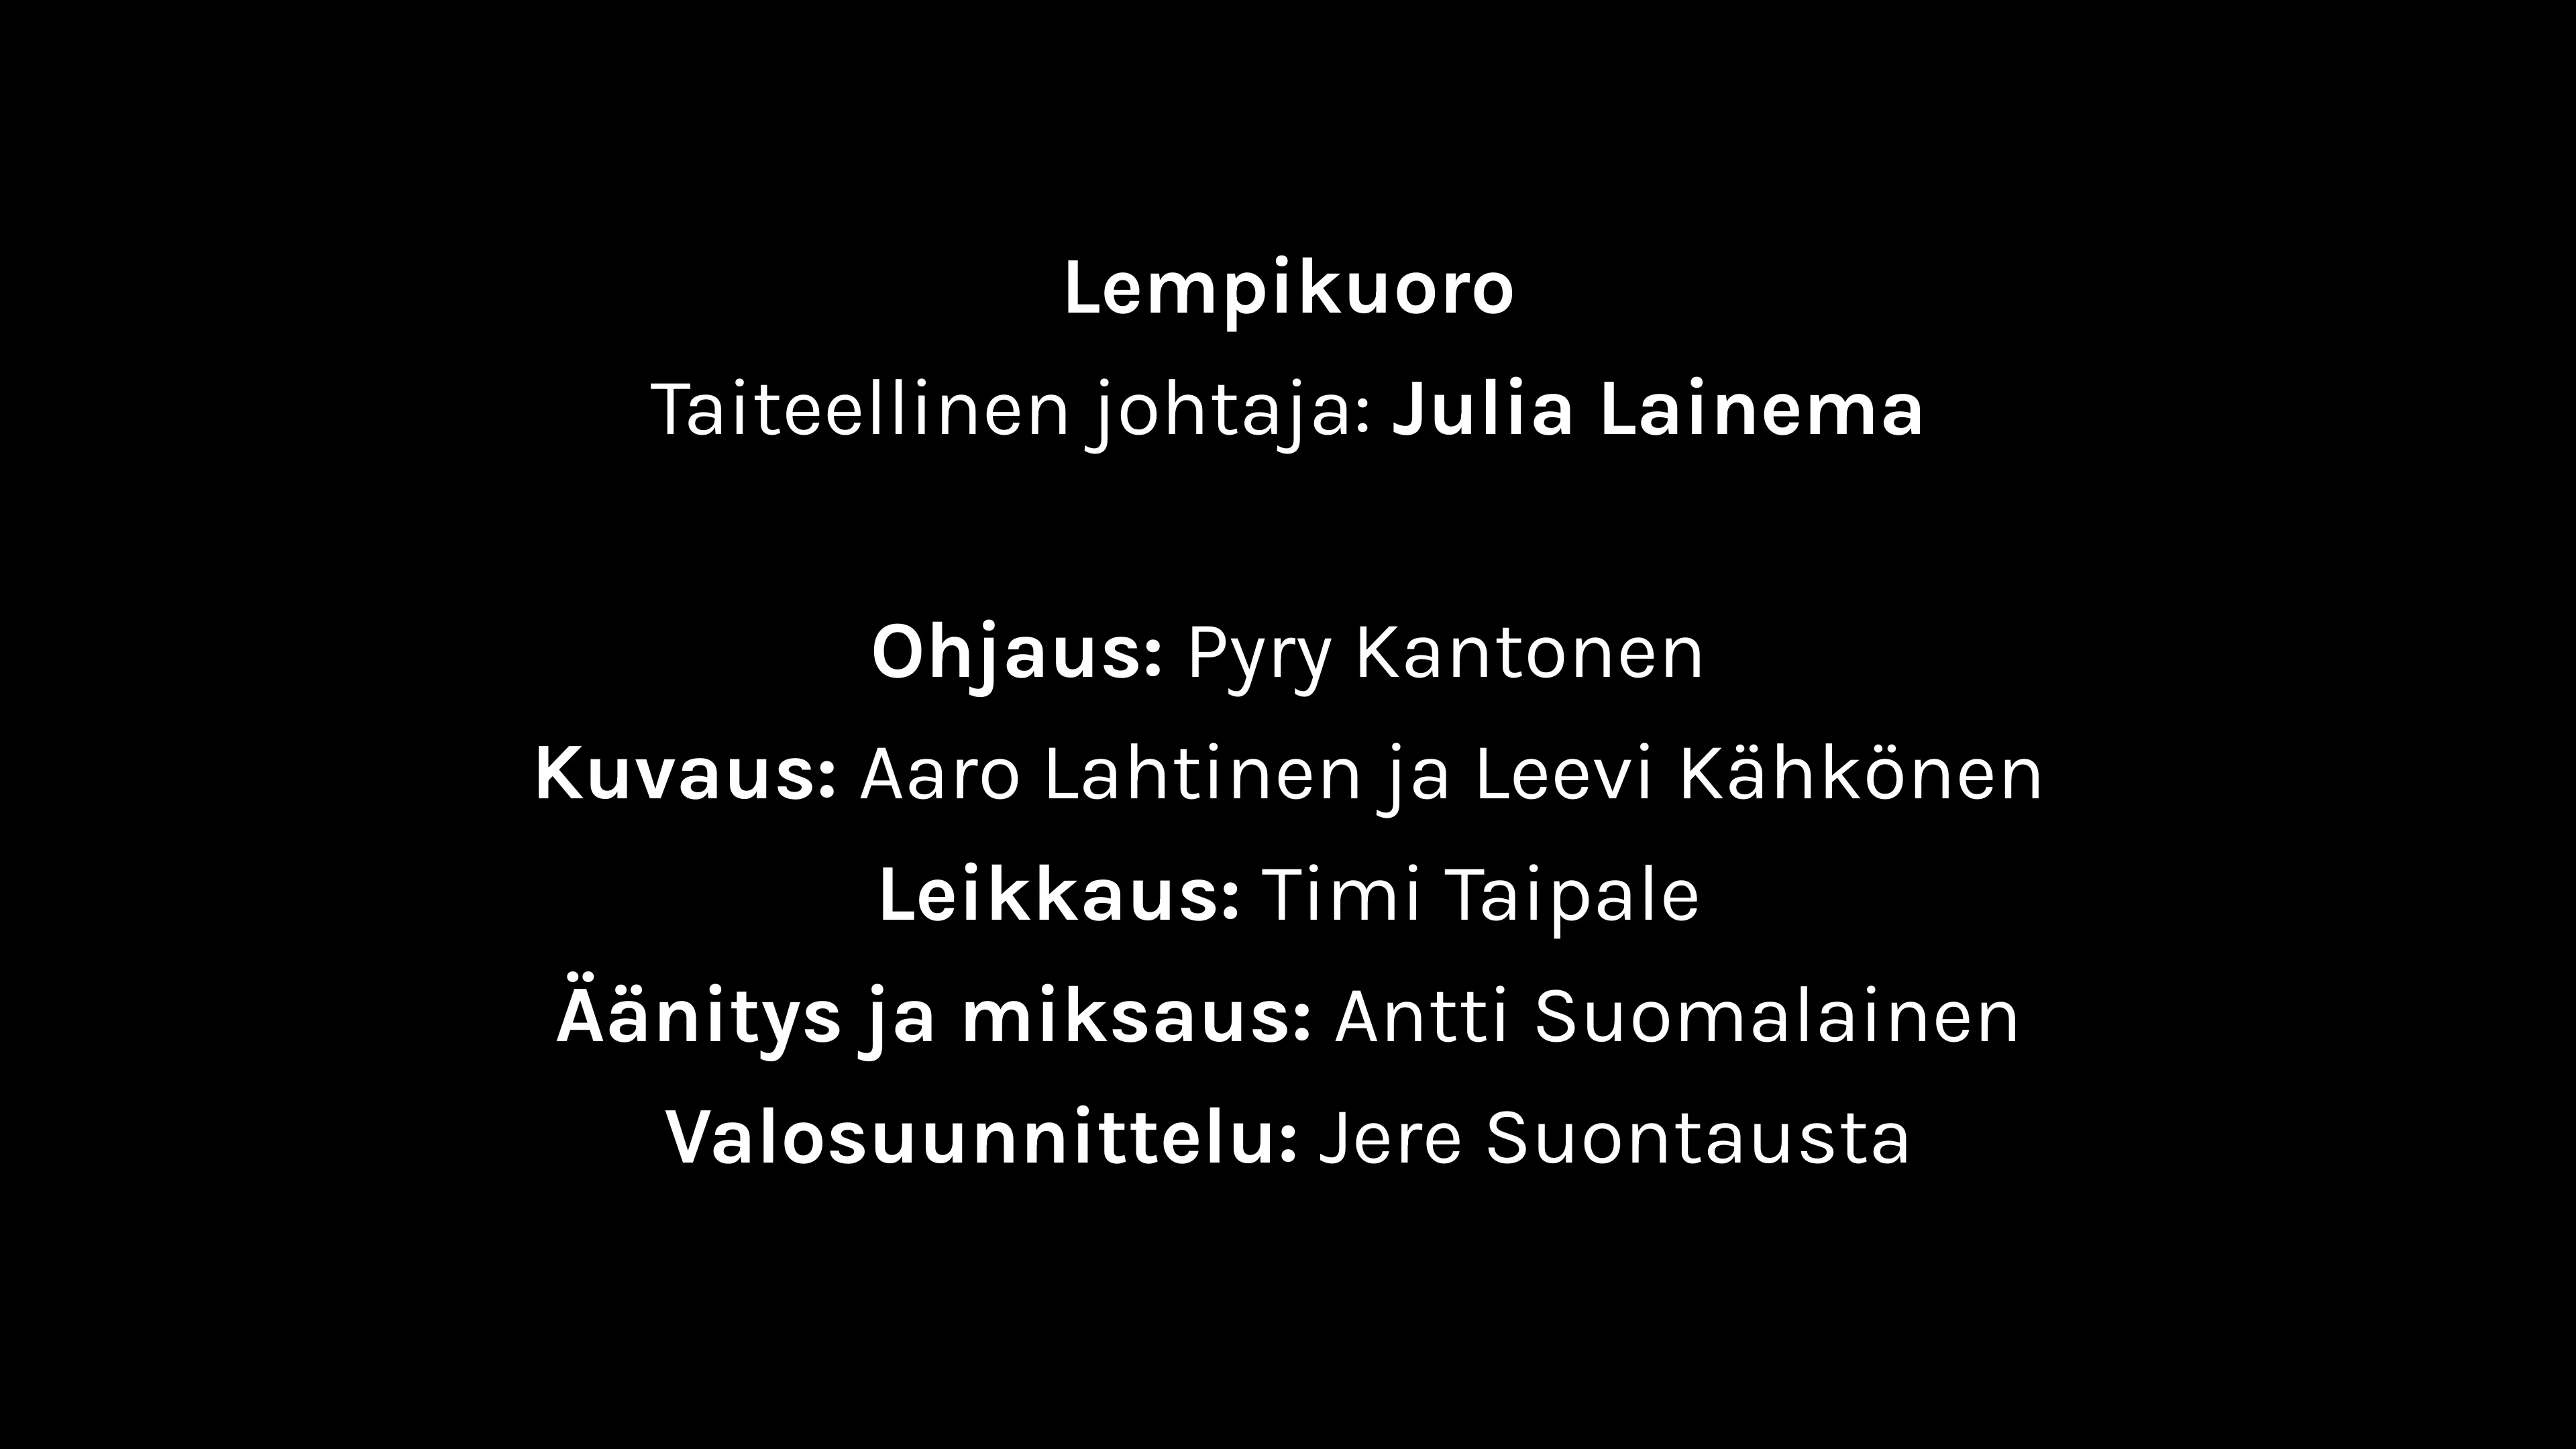 Lempikuoro
Taiteellinen johtaja: Julia Lainema
Ohjaus: Pyry Kantonen
Kuvaus: Aaro Lahtinen ja Leevi Kähkönen
Leikkaus: Timi Taipale
Äänitys ja miksaus: Antti Suomalainen
Valosuunnittelu: Jere Suontausta